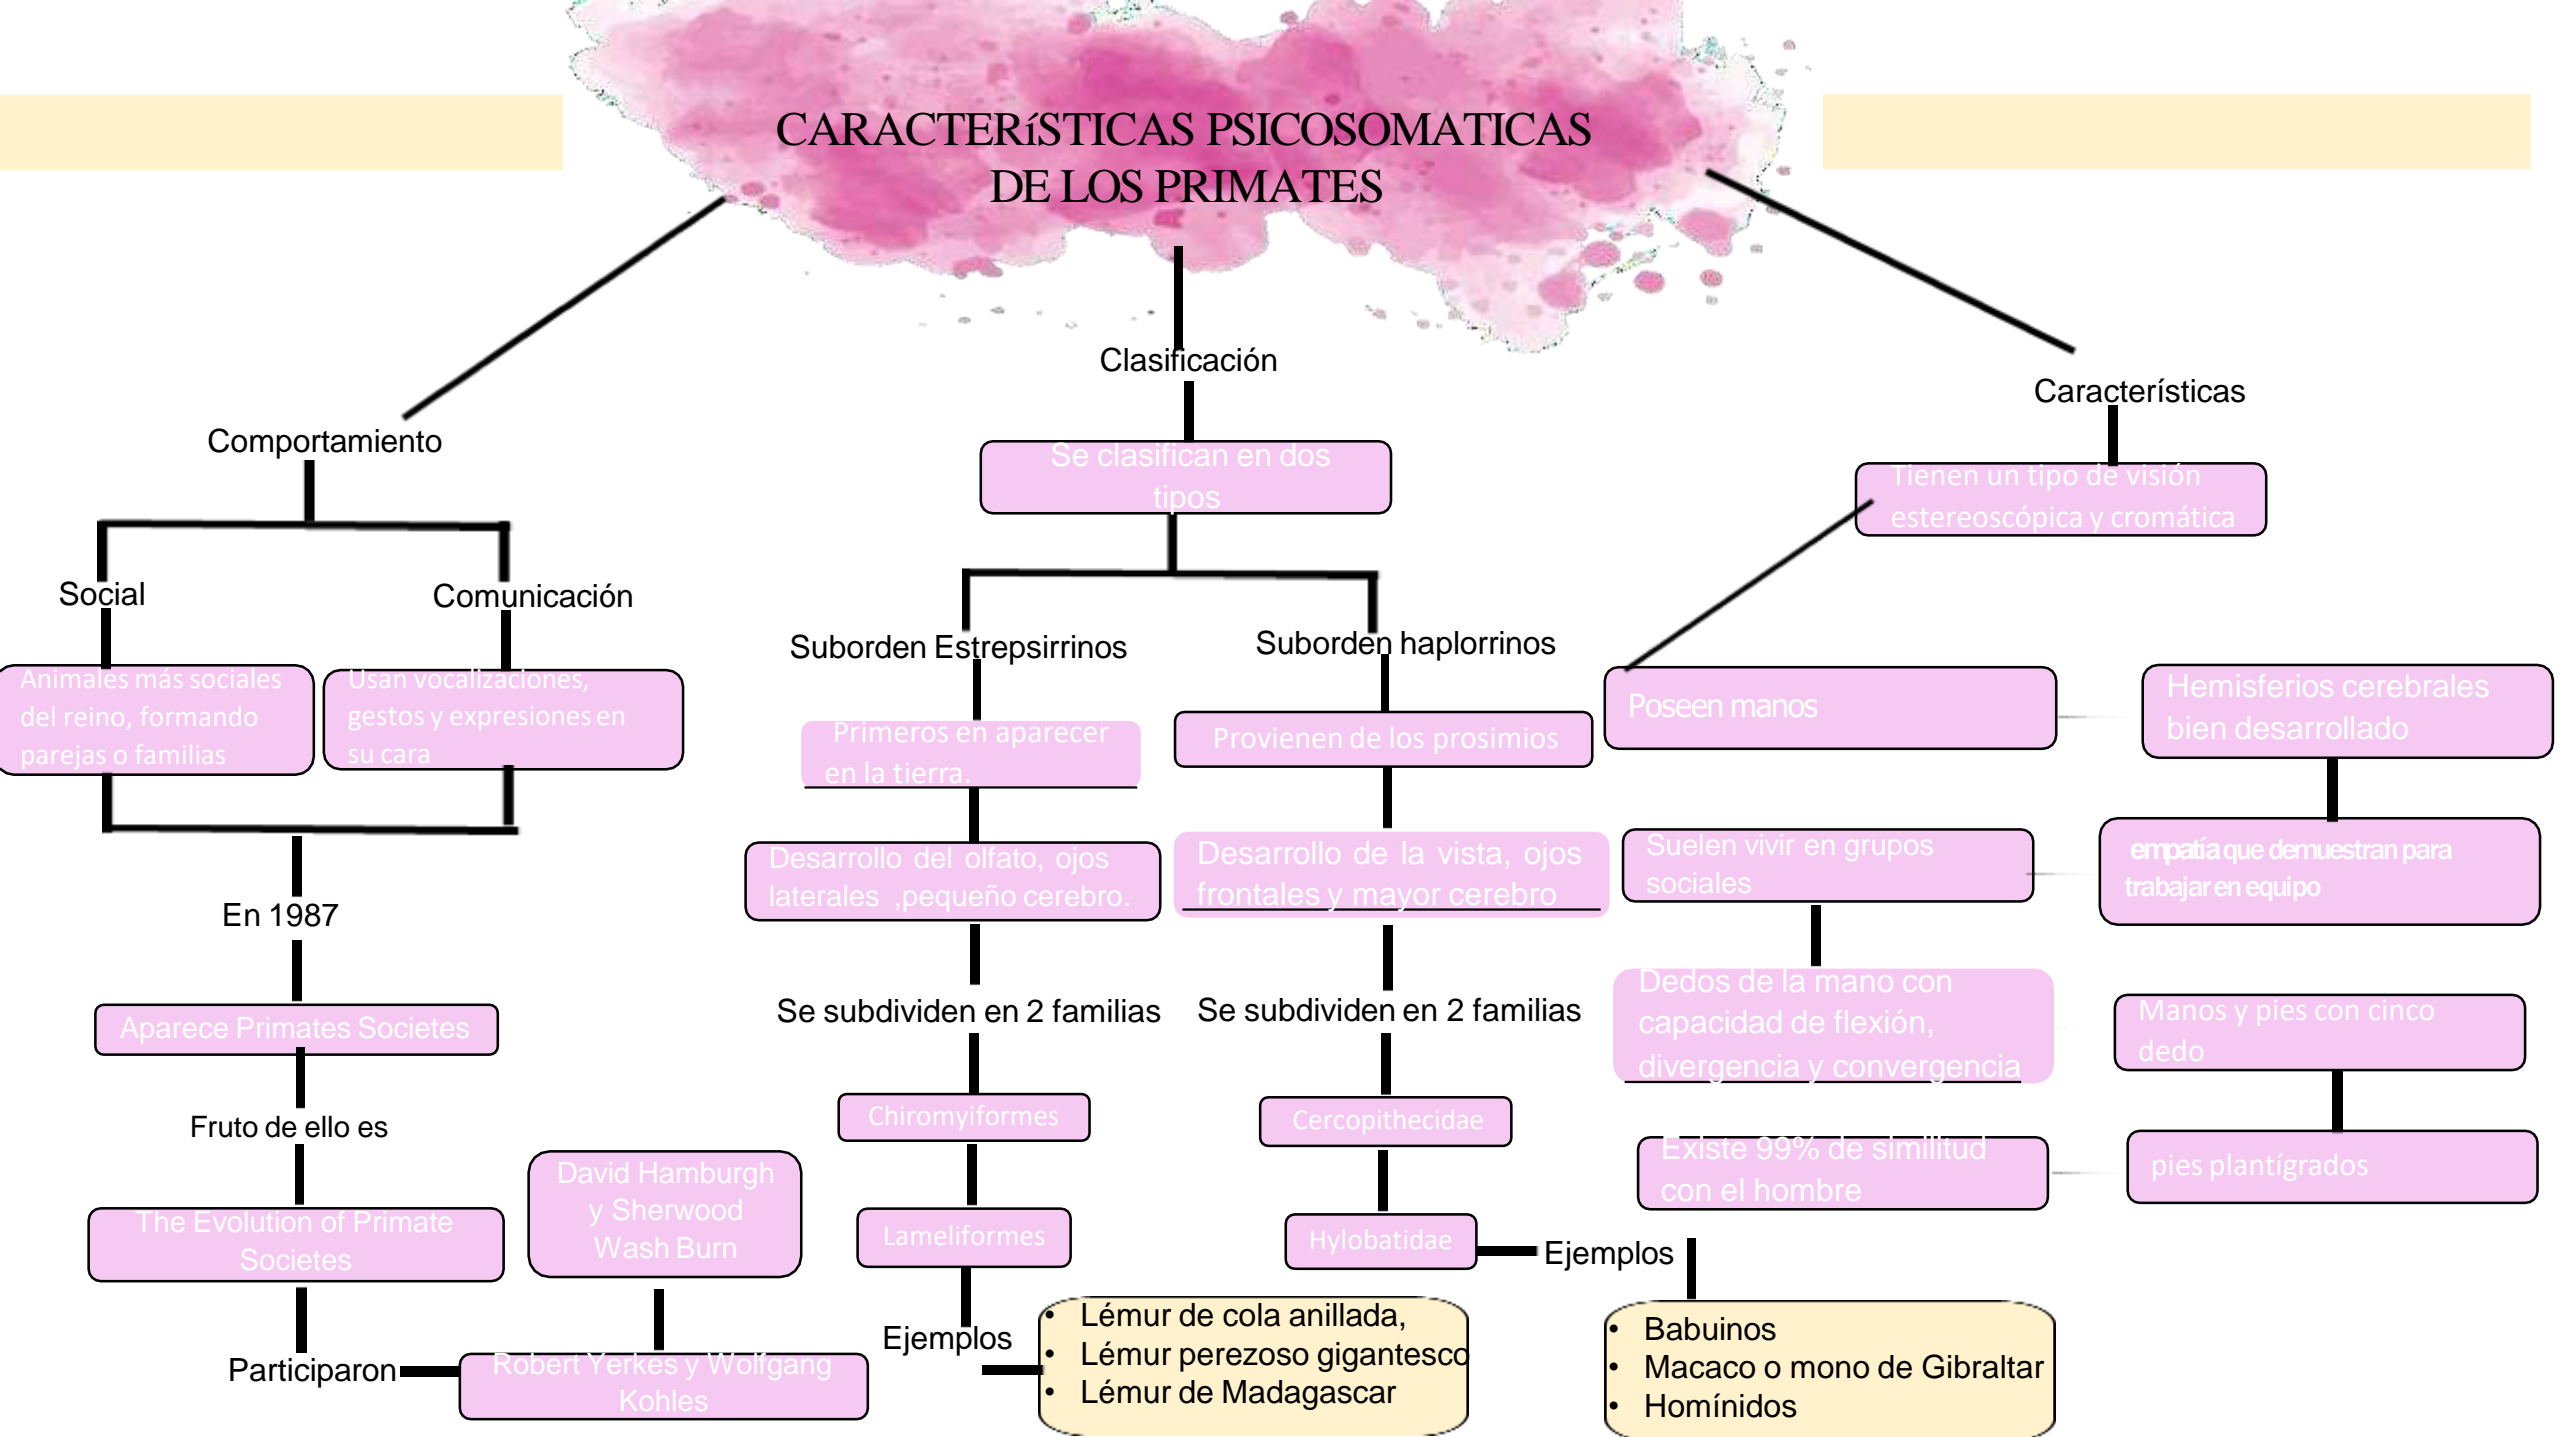 CARACTERíSTICAS PSICOSOMATICAS
DE LOS PRIMATES
Comportamiento
Social
Animales más sociales
del reino, formando
parejas o familias
Comunicación
Usan vocalizaciones,
gestos y expresiones en
su cara
En 1987
Aparece Primates Societes
Fruto de ello es
The Evolution of Primate
Societes
Participaron
David Hamburgh
y Sherwood
Wash Burn
Robert Yerkes y Wolfgang
Kohles
Clasificación
Se clasifican en dos
tipos
Suborden Estrepsirrinos
Primeros en aparecer
en la tierra.
Desarrollo del olfato, ojos
laterales ,pequeño cerebro.
Se subdividen en 2 familias
Chiromyiformes
Lameliformes
Ejemplos
• Lémur de cola anillada,
• Lémur perezoso gigantesco
• Lémur de Madagascar
Suborden haplorrinos
Provienen de los prosimios
Desarrollo de la vista, ojos
frontales y mayor cerebro
Se subdividen en 2 familias
Cercopithecidae
Hylobatidae
Ejemplos
• Babuinos
• Macaco o mono de Gibraltar
• Homínidos
Características
Tienen un tipo de visión
estereoscópica y cromática
Poseen manos
Hemisferios cerebrales
bien desarrollado
Suelen vivir en grupos
sociales
empatía que demuestran para
trabajar en equipo
Dedos de la mano con
capacidad de flexión,
divergencia y convergencia
Manos y pies con cinco
dedo
Existe 99% de similitud
con el hombre
pies plantígrados